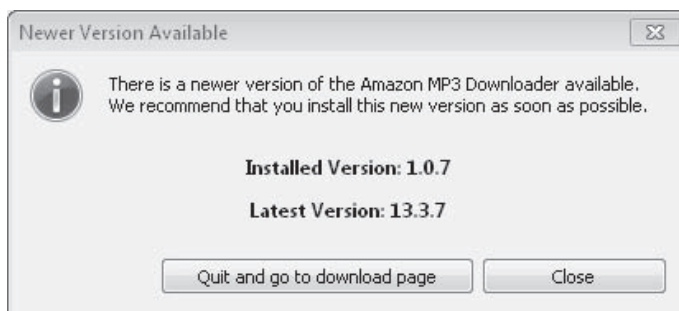 Newer Version Available
There is a newer version of the Amazon MP3 Downloader available.
We recommend that you install this new version as soon as possible.
Installed Version: 1.0.7
Latest Version: 13.3.7
Quit and go to download page
Close